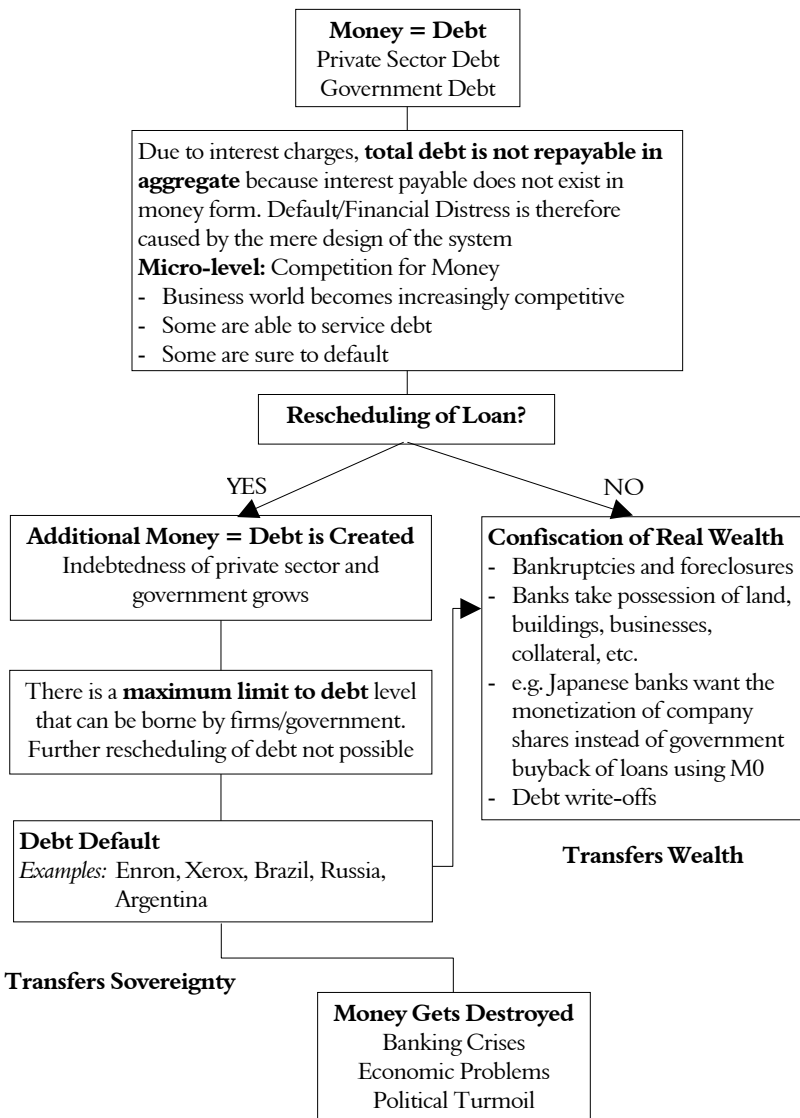 Money = Debt
Private Sector Debt
Government Debt
Due to interest charges, total debt is not repayable in
aggregate because interest payable does not exist in
money form. Default/Financial Distress is therefore
caused by the mere design of the system
Micro-level: Competition for Money
- Business world becomes increasingly competitive
- Some are able to service debt
- Some are sure to default
Rescheduling of Loan?
YES
NO
Additional Money = Debt is Created
Indebtedness of private sector and
government grows
There is a maximum limit to debt level
that can be borne by firms/government.
Further rescheduling of debt not possible
Debt Default
Examples: Enron, Xerox, Brazil, Russia,
Argentina
Transfers Sovereignty
Confiscation of Real Wealth
- Bankruptcies and foreclosures
- Banks take possession of land,
buildings, businesses,
collateral, etc.
- e.g. Japanese banks want the
monetization of company
shares instead of government
buyback of loans using M0
- Debt write-offs
Transfers Wealth
Money Gets Destroyed
Banking Crises
Economic Problems
Political Turmoil